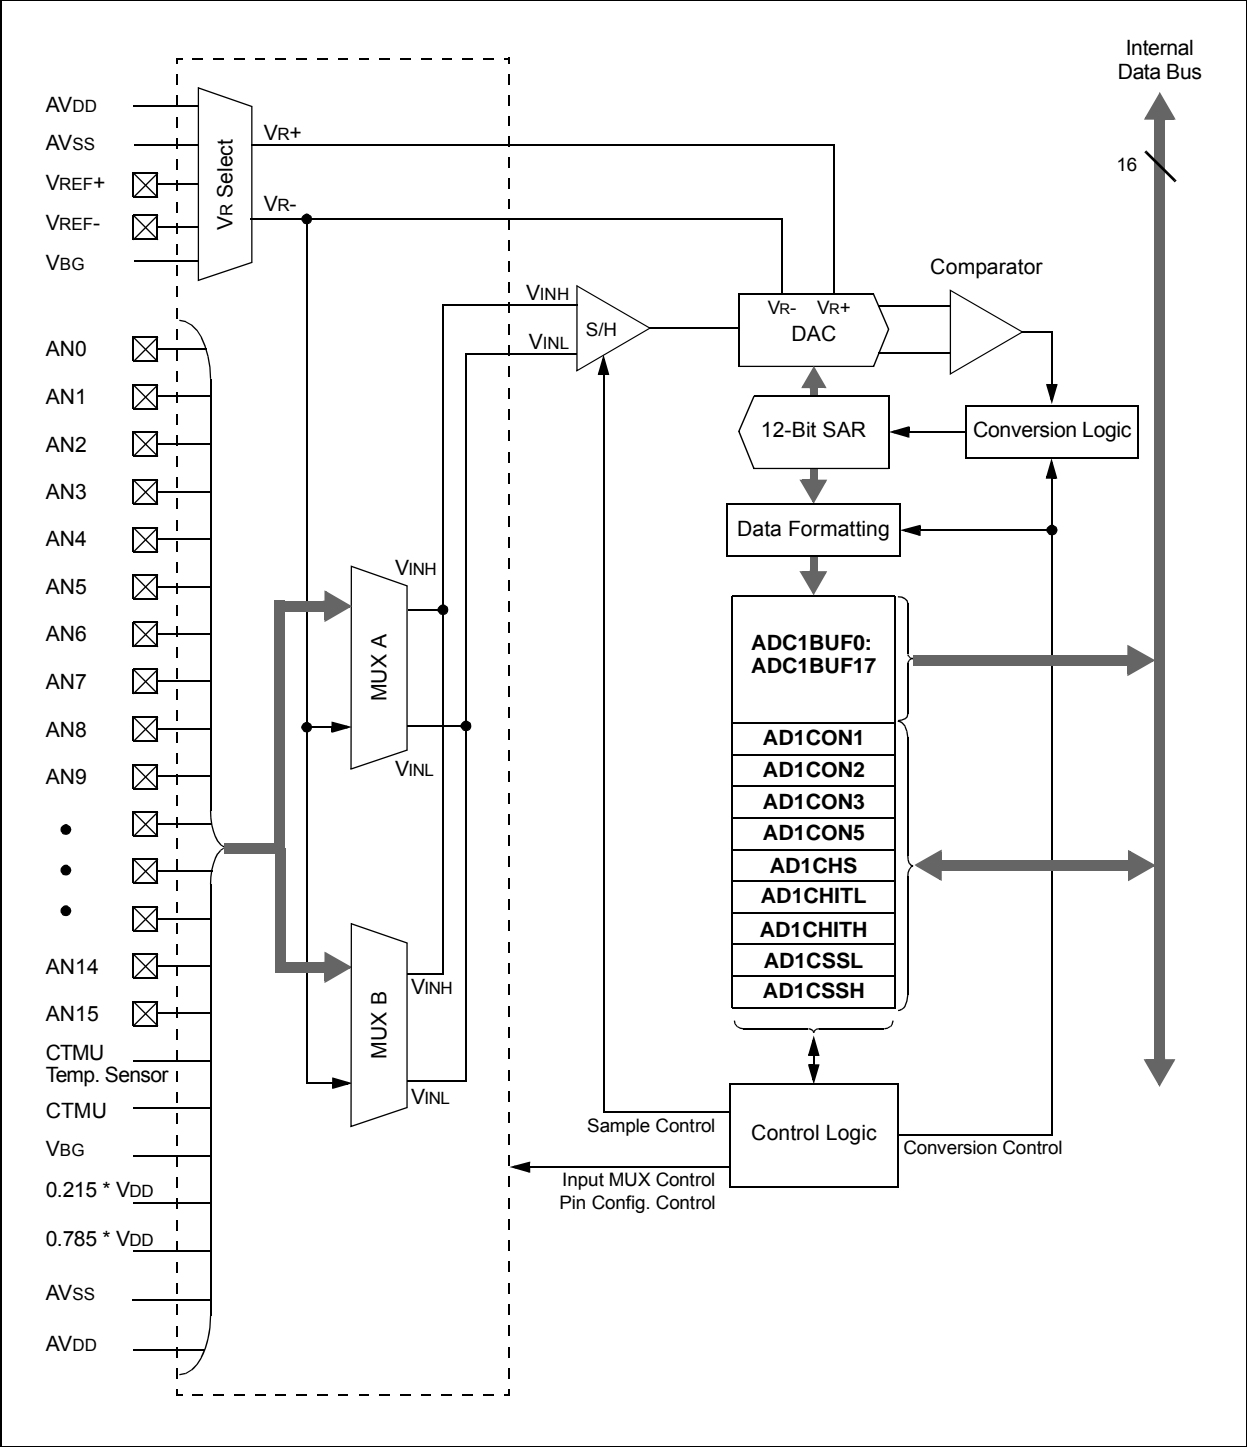 Internal
Data Bus
16
AVDD
AVSS
VREF+
VREF-
VBG
VR Select
VR+
VR-
Comparator
VINH
VINL
S/H
VR- VR+
DAC
12-Bit SAR
Conversion Logic
Data Formatting
AN0
AN1
AN2
AN3
AN4
AN5
AN6
AN7
AN8
AN9
AN14
AN15
CTMU
Temp. Sensor
CTMU
VBG
0.215 * VDD
0.785 * VDD
AVSS
AVDD
VINH
MUX A
VINL
VINH
MUX B
VINL
ADC1BUF0:
ADC1BUF17
AD1CON1
AD1CON2
AD1CON3
AD1CON5
AD1CHS
AD1CHITL
AD1CHITH
AD1CSSL
AD1CSSH
Sample Control
Control Logic
Conversion Control
Input MUX Control
Pin Config. Control